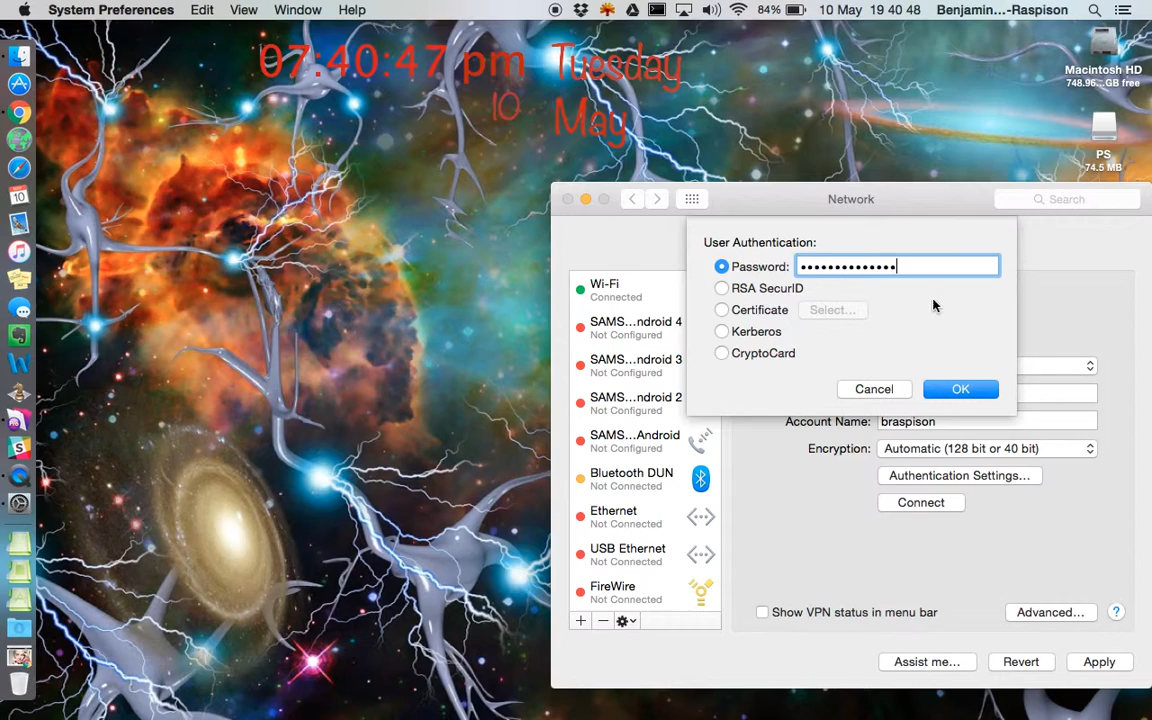 System Preferences Edit View Window Help 84% 10 May 19 40 48 Benjamin...-Raspison
07:40:47 pm Tuesday
10 May
Macintosh HD
748.96...GB free
PS
74.5 MB
10
Network
Search
User Authentication:
Password: ••••••••••••••
RSA SecurID
Certificate Select...
Kerberos
CryptoCard
Cancel OK
Wi-Fi
Connected
SAMS...ndroid 4
Not Configured
SAMS...ndroid 3
Not Configured
SAMS...ndroid 2
Not Configured
SAMS...Android
Not Configured
Bluetooth DUN
Not Connected
Ethernet
Not Connected
USB Ethernet
Not Connected
FireWire
Not Connected
Account Name: braspison
Encryption: Automatic (128 bit or 40 bit)
Authentication Settings...
Connect
Show VPN status in menu bar
Advanced... ?
Assist me... Revert Apply